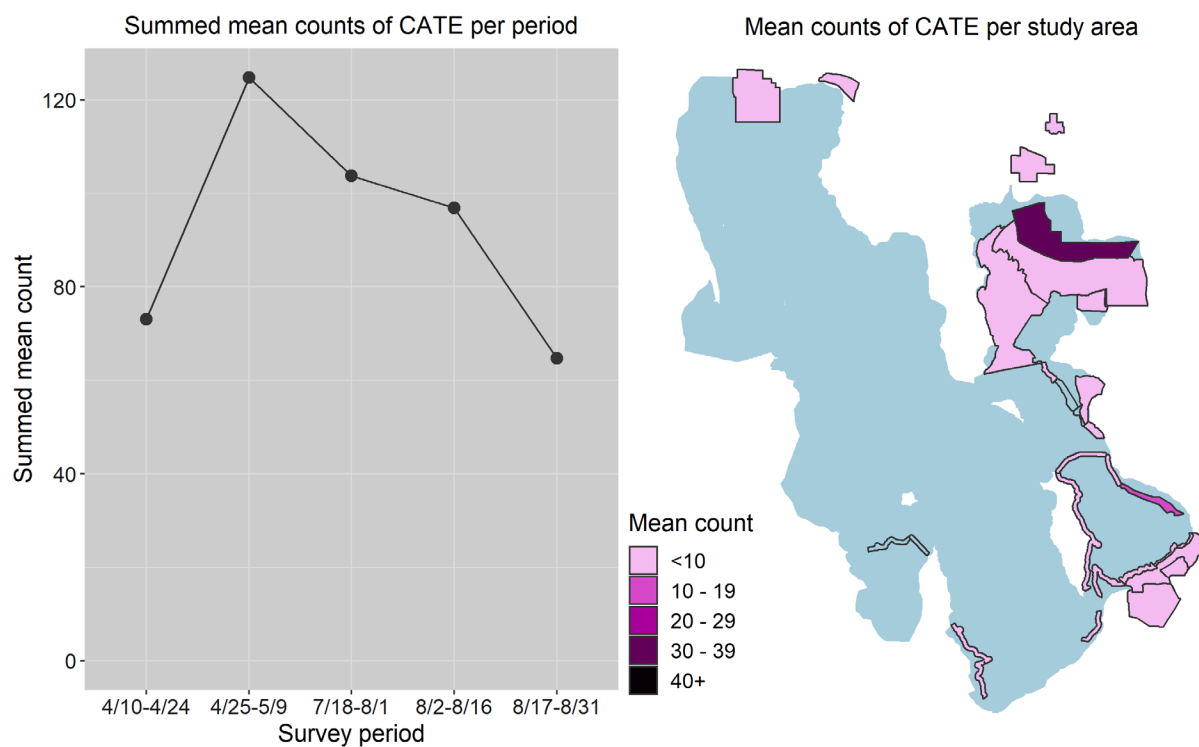 Summed mean counts of CATE per period
120
80
40
0
Summed mean count
4/10-4/24 4/25-5/9 7/18-8/1 8/2-8/16 8/17-8/31
Survey period
Mean counts of CATE per study area
Mean count
<10
10 - 19
20 - 29
30 - 39
40+